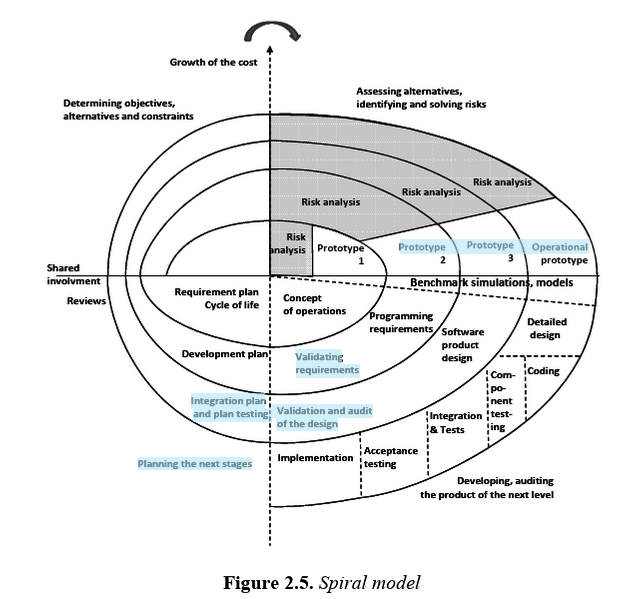 Growth of the cost
Assessing alternatives,
identifying and solving risks
Determining objectives,
alternatives and constraints
Risk analysis
Risk analysis
Risk analysis
Risk
analysis
Prototype
1
Prototype
2
Prototype
3
Operational
prototype
Shared
involvment
Reviews
Benchmark simulations, models
Requirement plan
Cycle of life
Concept
of operations
Programming
requirements
Software
product
design
Detailed
design
Development plan
Validating
requirements
Com-
po-
nent
test-
ing
Coding
Integration plan
and plan testing
Validation and audit
of the design
Integration
& Tests
Planning the next stages
Implementation
Acceptance
testing
Developing, auditing
the product of the next level
Figure 2.5. Spiral model